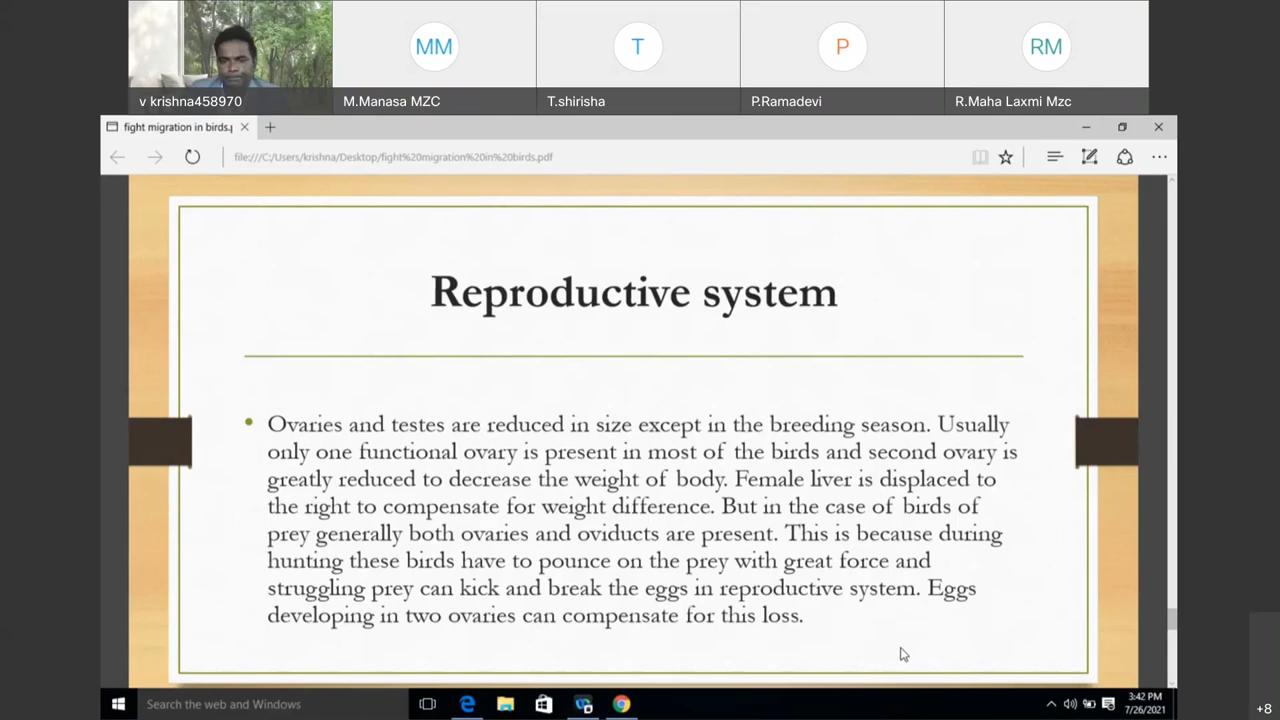 MM
T
P
RM
v krishna458970
M.Manasa MZC
T.shirisha
P.Ramadevi
R.Maha Laxmi Mzc
fight migration in birds.p
file:///C:/Users/krishna/Desktop/fight%20migration%20in%20birds.pdf
Reproductive system
Ovaries and testes are reduced in size except in the breeding season. Usually
only one functional ovary is present in most of the birds and second ovary is
greatly reduced to decrease the weight of body. Female liver is displaced to
the right to compensate for weight difference. But in the case of birds of
prey generally both ovaries and oviducts are present. This is because during
hunting these birds have to pounce on the prey with great force and
struggling prey can kick and break the eggs in reproductive system. Eggs
developing in two ovaries can compensate for this loss.
Search the web and Windows
3:42 PM
7/26/2021
+8